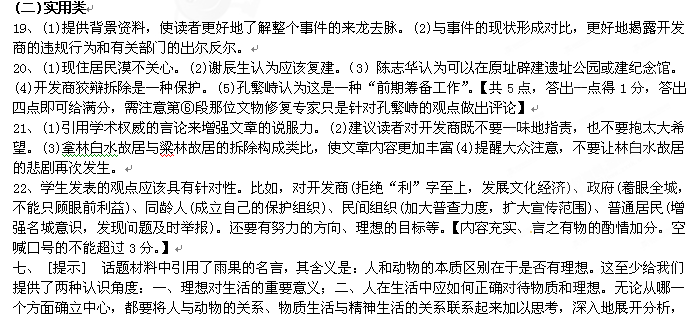 (二)实用类
19、(1)提供背景资料，使读者更好地了解整个事件的来龙去脉。(2)与事件的现状形成对比，更好地揭露开发
商的违规行为和有关部门的出尔反尔。
20、(1)现住居民漠不关心。(2)谢辰生认为应该复建。(3) 陈志华认为可以在原址辟建遗址公园或建纪念馆。
(4)开发商狡辩拆除是一种保护。(5)孔繁峙认为这是一种“前期筹备工作”。【共 5 点，答出一点得 1 分，答出
四点即可给满分，需注意第⑥段那位文物修复专家只是针对孔繁峙的观点做出评论】
21、(1)引用学术权威的言论来增强文章的说服力。(2)建议读者对开发商既不要一味地指责，也不要抱太大希
望。(3)拿林白水故居与梁林故居的拆除构成类比，使文章内容更加丰富(4)提醒大众注意，不要让林白水故居
的悲剧再次发生。
22、学生发表的观点应该具有针对性。比如，对开发商(拒绝“利”字至上，发展文化经济)、政府(着眼全城，
不能只顾眼前利益)、同龄人(成立自己的保护组织)、民间组织(加大普查力度，扩大宣传范围)、普通居民(增
强名城意识，发现问题及时举报)。还要有努力的方向、理想的目标等。【内容充实、言之有物的酌情加分。空
喊口号的不能超过 3 分。】
七、［提示］ 话题材料中引用了雨果的名言，其含义是：人和动物的本质区别在于是否有理想。这至少给我们
提供了两种认识角度：一、理想对生活的重要意义；二、人在生活中应如何正确对待物质和理想。无论从哪一
个方面确立中心，都要将人与动物的关系、物质生活与精神生活的关系联系起来加以思考，深入地展开分析，